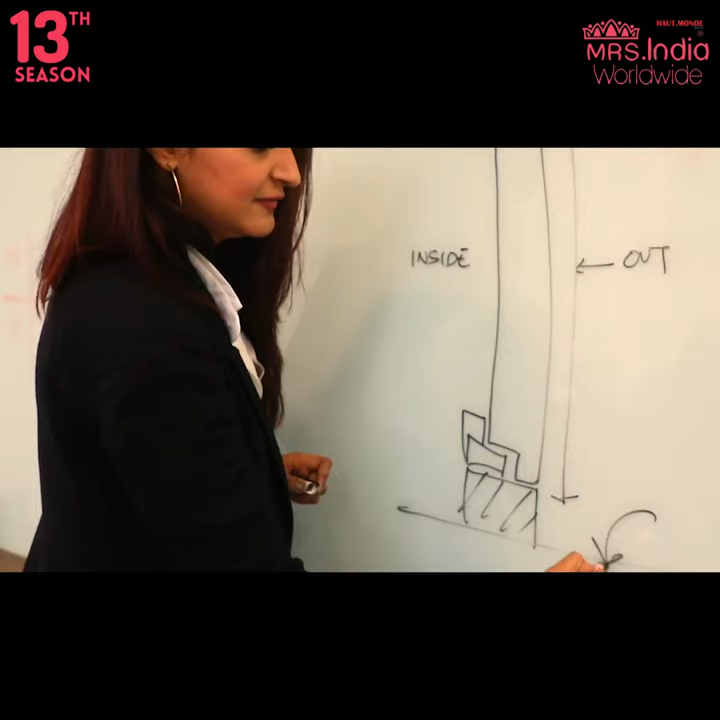 13TH
SEASON
HAUT.MONDE
MRS.India
Worldwide
INSIDE
OUT